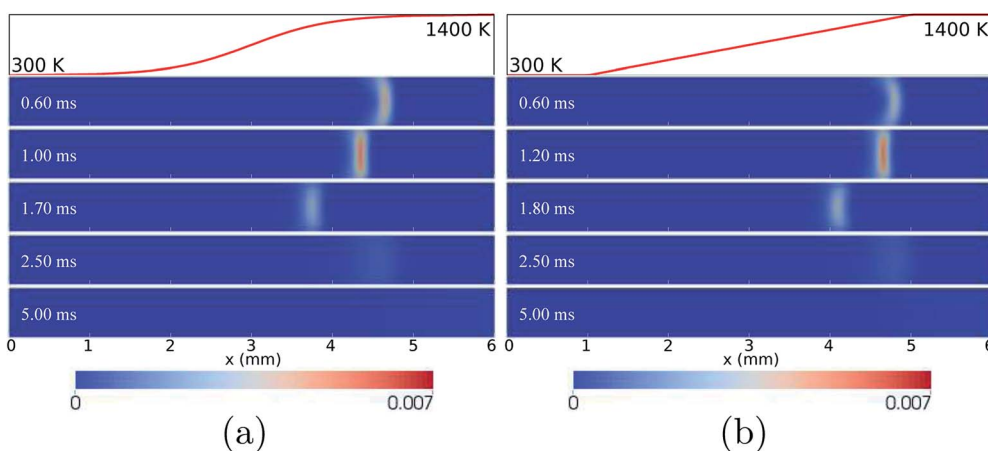 1400 K
300 K
0.60 ms
1.00 ms
1.70 ms
2.50 ms
5.00 ms
0 1 2 3 4 5 6
x (mm)
0 0.007
(a)
1400 K
300 K
0.60 ms
1.20 ms
1.80 ms
2.50 ms
5.00 ms
0 1 2 3 4 5 6
x (mm)
0 0.007
(b)